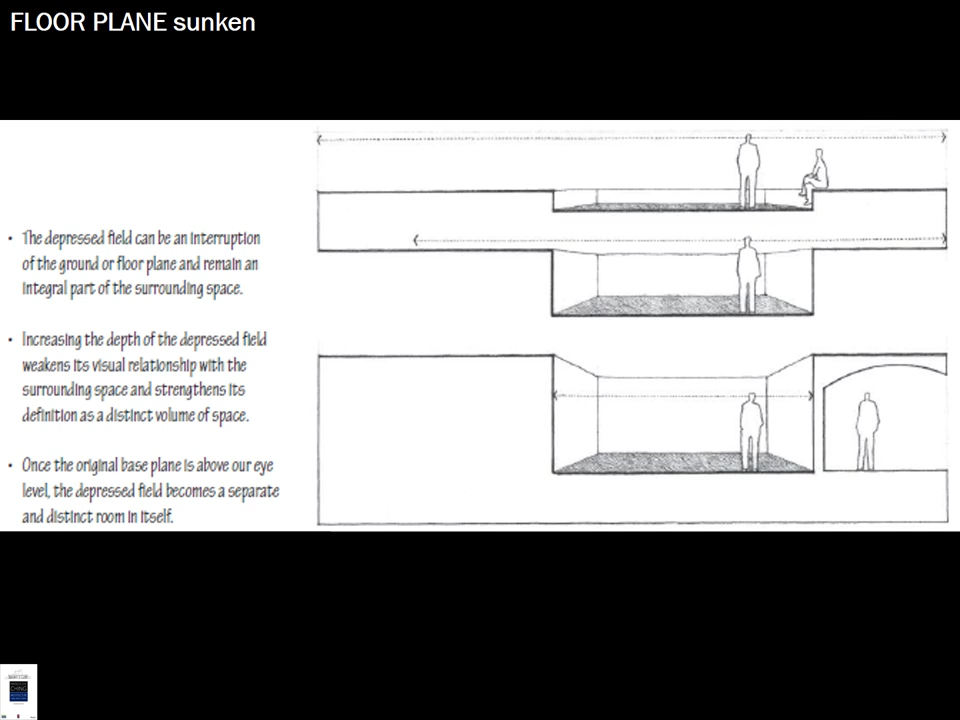 FLOOR PLANE sunken
• The depressed field can be an interruption
of the ground or floor plane and remain an
integral part of the surrounding space.
• Increasing the depth of the depressed field
weakens its visual relationship with the
surrounding space and strengthens its
definition as a distinct volume of space.
• Once the original base plane is above our eye
level, the depressed field becomes a separate
and distinct room in itself.
CHING